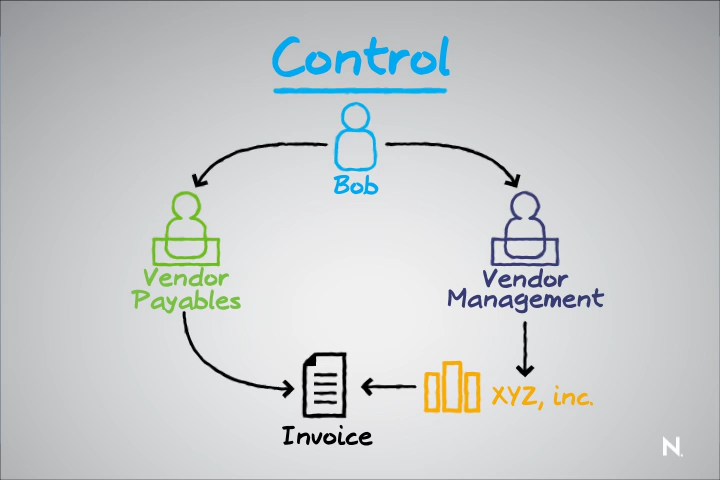 Control
Bob
Vendor
Payables
Vendor
Management
XYZ, inc.
Invoice
N.